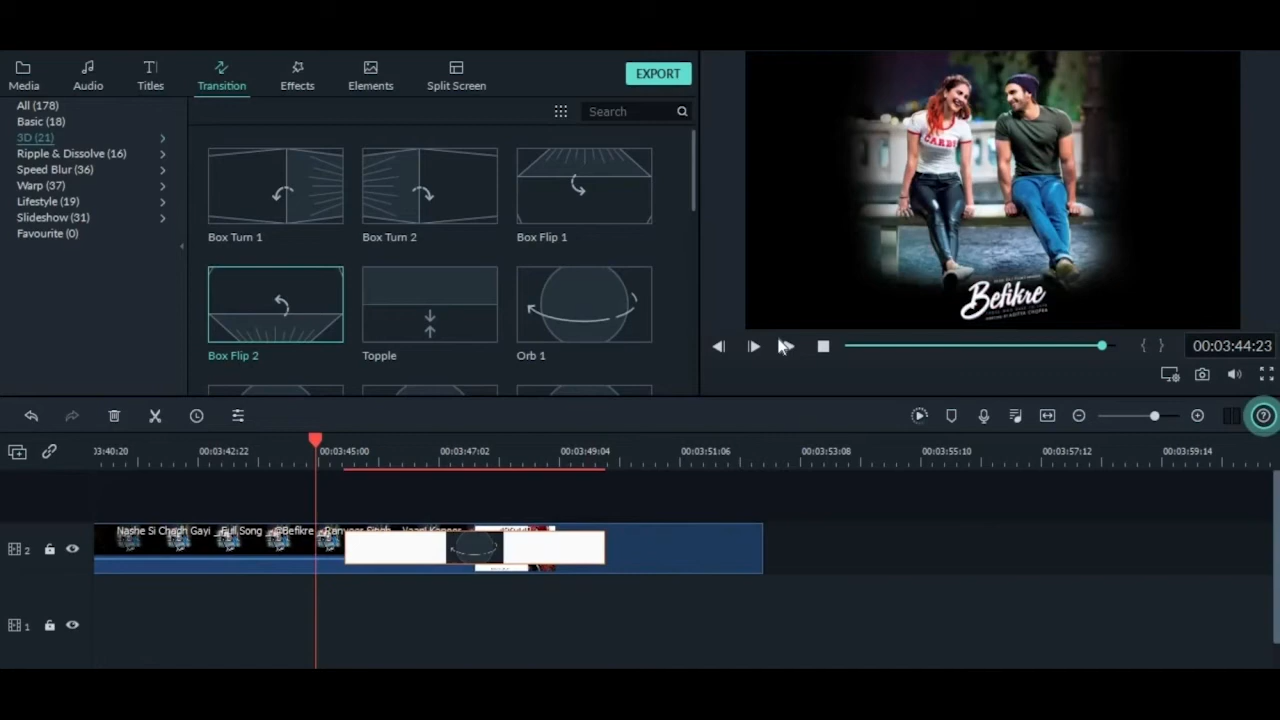 Media
Audio
Titles
Transition
Effects
Elements
Split Screen
EXPORT
All (178)
Basic (18)
3D (21)
Ripple & Dissolve (16)
Speed Blur (36)
Warp (37)
Lifestyle (19)
Slideshow (31)
Favourite (0)
Search
Box Turn 1
Box Turn 2
Box Flip 1
Box Flip 2
Topple
Orb 1
CARDS
Befikre
00:03:44:23
03:40:20
00:03:42:22
00:03:45:00
00:03:47:02
00:03:49:04
00:03:51:06
00:03:53:08
00:03:55:10
00:03:57:12
00:03:59:14
Nashe Si Chadh Gayi _ Full Song _ Befikre _ Ranveer Singh _ Vaani Kapoor
2
1